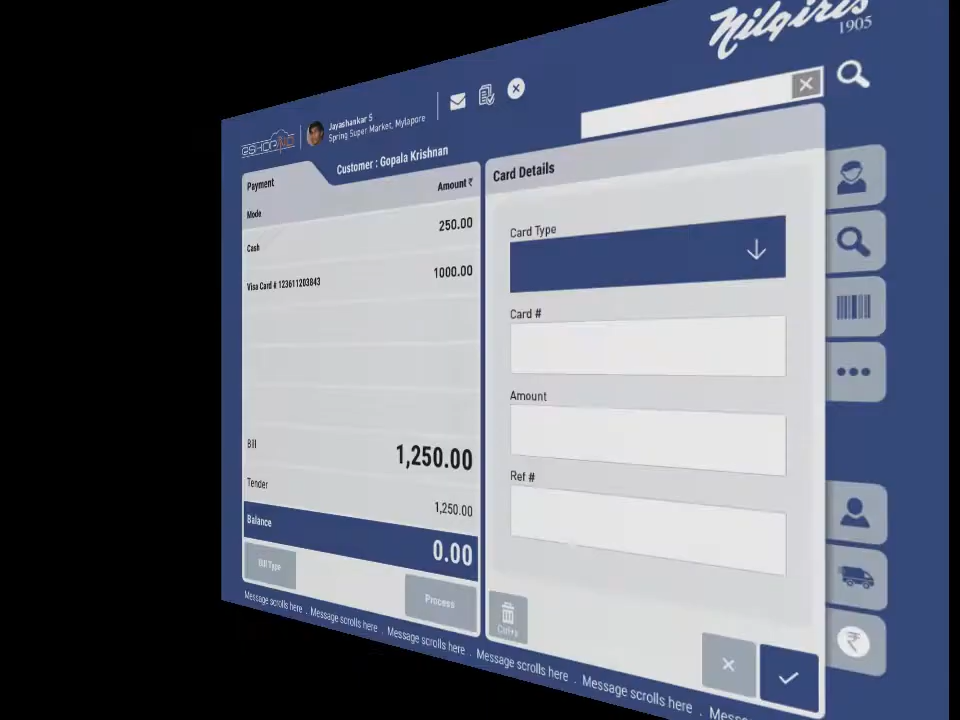 Nilgiris
1905
eSHOPAID
Jayashankar S
Spring Super Market, Mylapore
Customer : Gopala Krishnan
Payment
Mode
Amount ₹
Cash
250.00
Visa Card # 123611203843
1000.00
Bill
1,250.00
Tender
1,250.00
Balance
0.00
Bill Type
Process
Card Details
Card Type
Card #
Amount
Ref #
Ctrl+x
₹
Message scrolls here . Message scrolls here . Message scrolls here . Message scrolls here . Message scrolls here . Mess